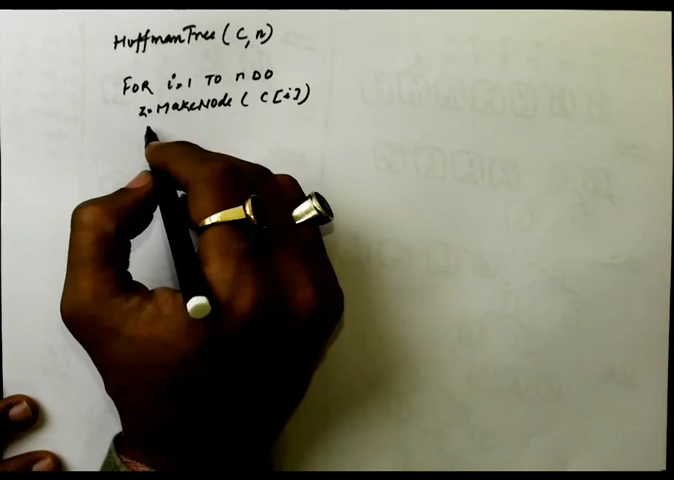 HuffmanTree ( C, n)
FOR i=1 TO n DO
z= MakeNode ( C [i])